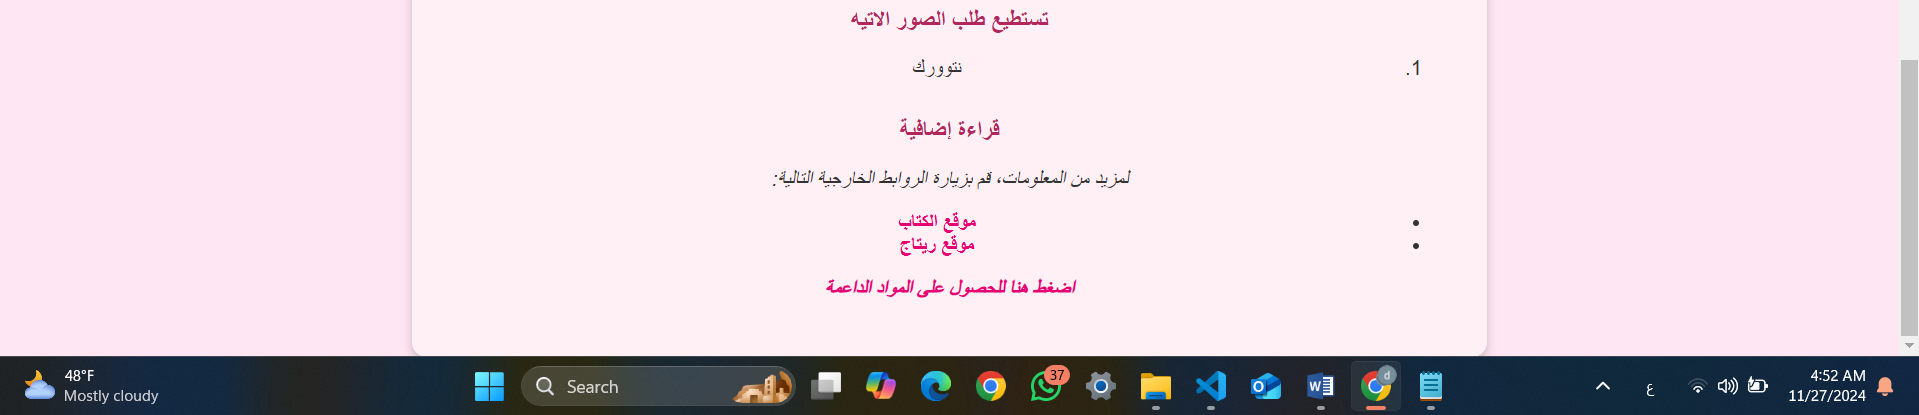 تستطيع طلب الصور الاتيه
1. نتوورك
قراءة إضافية
لمزيد من المعلومات، قم بزيارة الروابط الخارجية التالية:
• موقع الكتاب
• موقع ريتاج
اضغط هنا للحصول على المواد الداعمة
48°F
Mostly cloudy
Search
37
d
ع
4:52 AM
11/27/2024